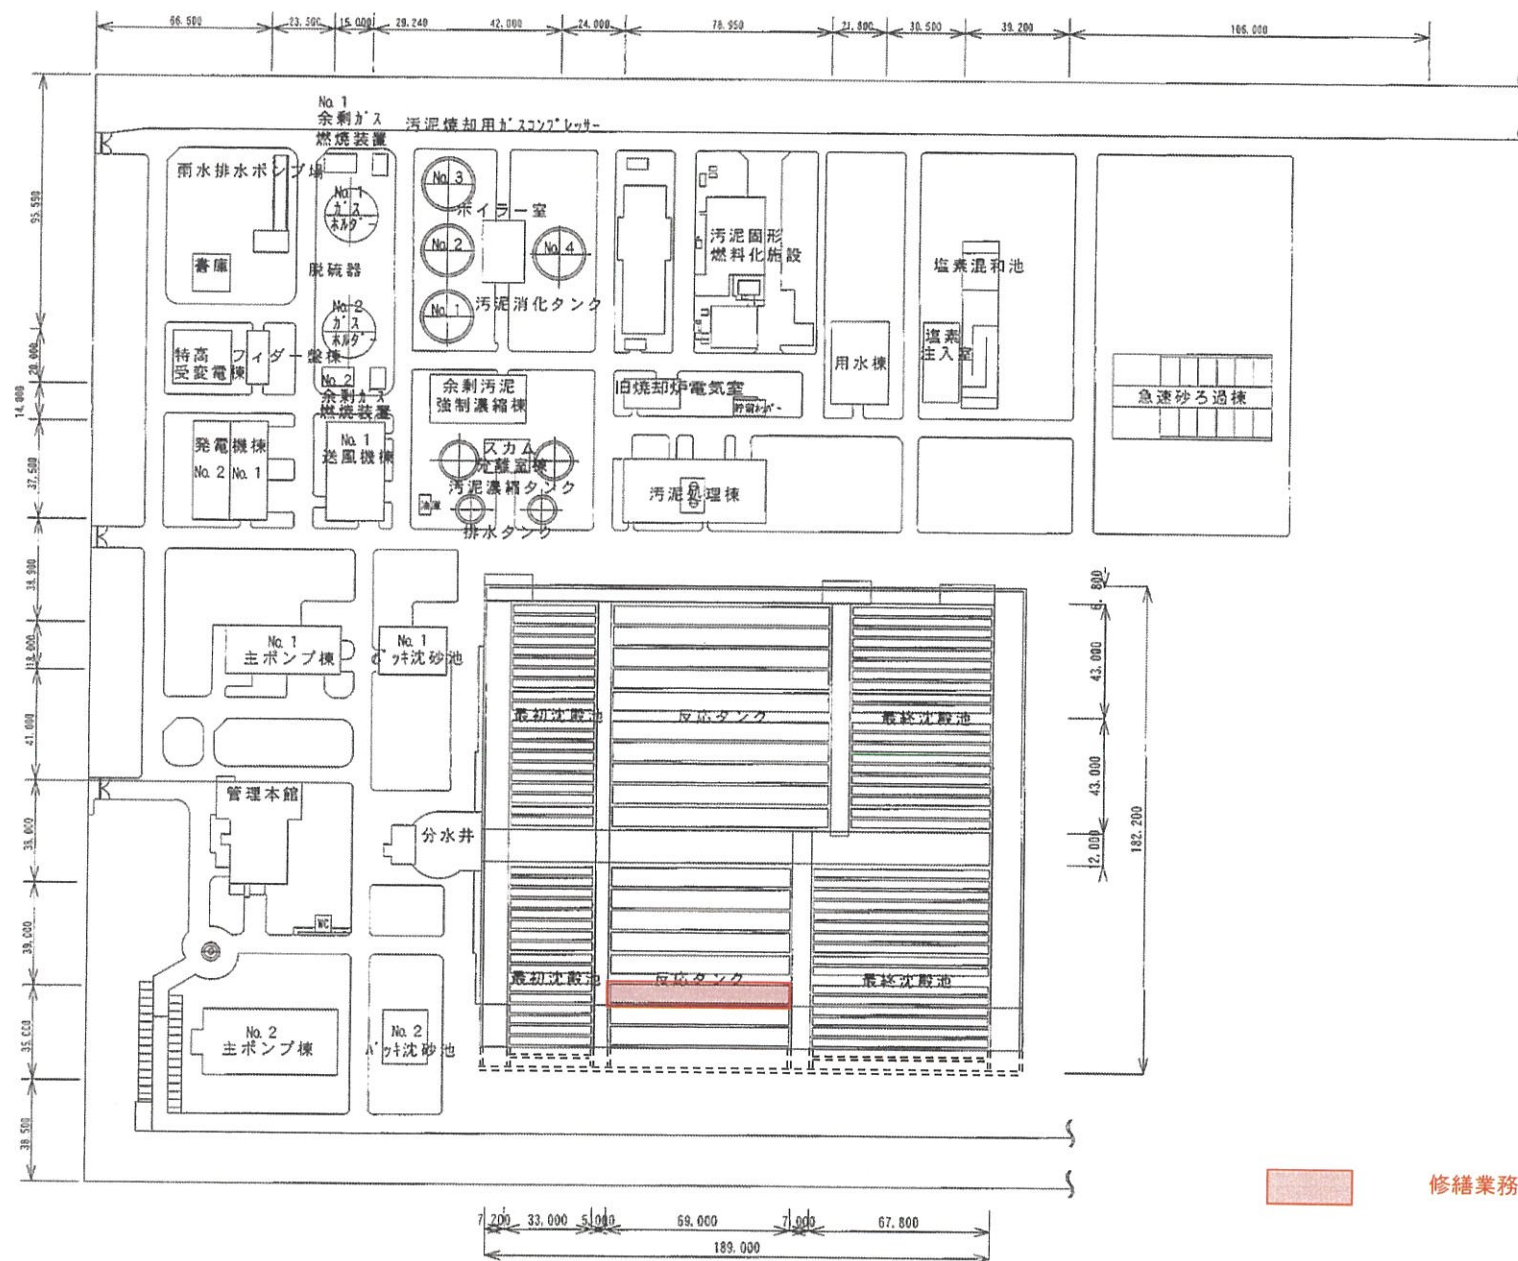 66.500
23.500
15.000
29.240
42.000
24.000
78.950
21.800
30.500
39.200
106.000
No. 1
余剰ガス
燃焼装置
汚泥焼却用ガスコンプレッサー
雨水排水ポンプ場
No. 1
ガス
ホルダー
No. 3
ボイラー室
No. 2
No. 4
汚泥固形
燃料化施設
塩素混和池
書庫
脱硫器
No. 2
ガス
ホルダー
No. 1
汚泥消化タンク
特高
受変電棟
フィダー盤棟
用水棟
塩素
注入室
No. 2
余剰ガス
燃焼装置
余剰汚泥
強制濃縮棟
旧焼却炉電気室
急速砂ろ過棟
発電機棟
No. 2
No. 1
No. 1
送風機棟
スカム
分離室棟
汚泥濃縮タンク
汚泥処理棟
排水タンク
No. 1
主ポンプ棟
No. 1
ﾊﾞｯｷ沈砂池
最初沈殿池
反応タンク
最終沈殿池
管理本館
分水井
WC
最初沈殿池
反応タンク
最終沈殿池
No. 2
主ポンプ棟
No. 2
ﾊﾞｯｷ沈砂池
95.590
20.000
14.000
37.500
38.900
18.000
41.000
38.000
39.000
35.000
38.500
6.800
43.000
43.000
12.000
182.200
修繕業務
7.200
33.000
5.000
69.000
7.000
67.800
189.000